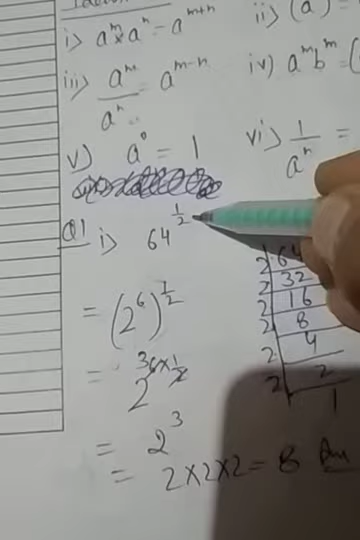 i) aᵐ × aⁿ = aᵐ⁺ⁿ ii) (a) =
iii) aᵐ/aⁿ = aᵐ⁻ⁿ iv) aᵐbᵐ = (
v) a⁰ = 1 vi) 1/aⁿ =
Q1 i) 64^(1/2)
= (2⁶)^(1/2)
= 2^(6×1/2) 3
= 2³
= 2×2×2 = 8 Ans
2 64
2 32
2 16
2 8
2 4
2 2
1